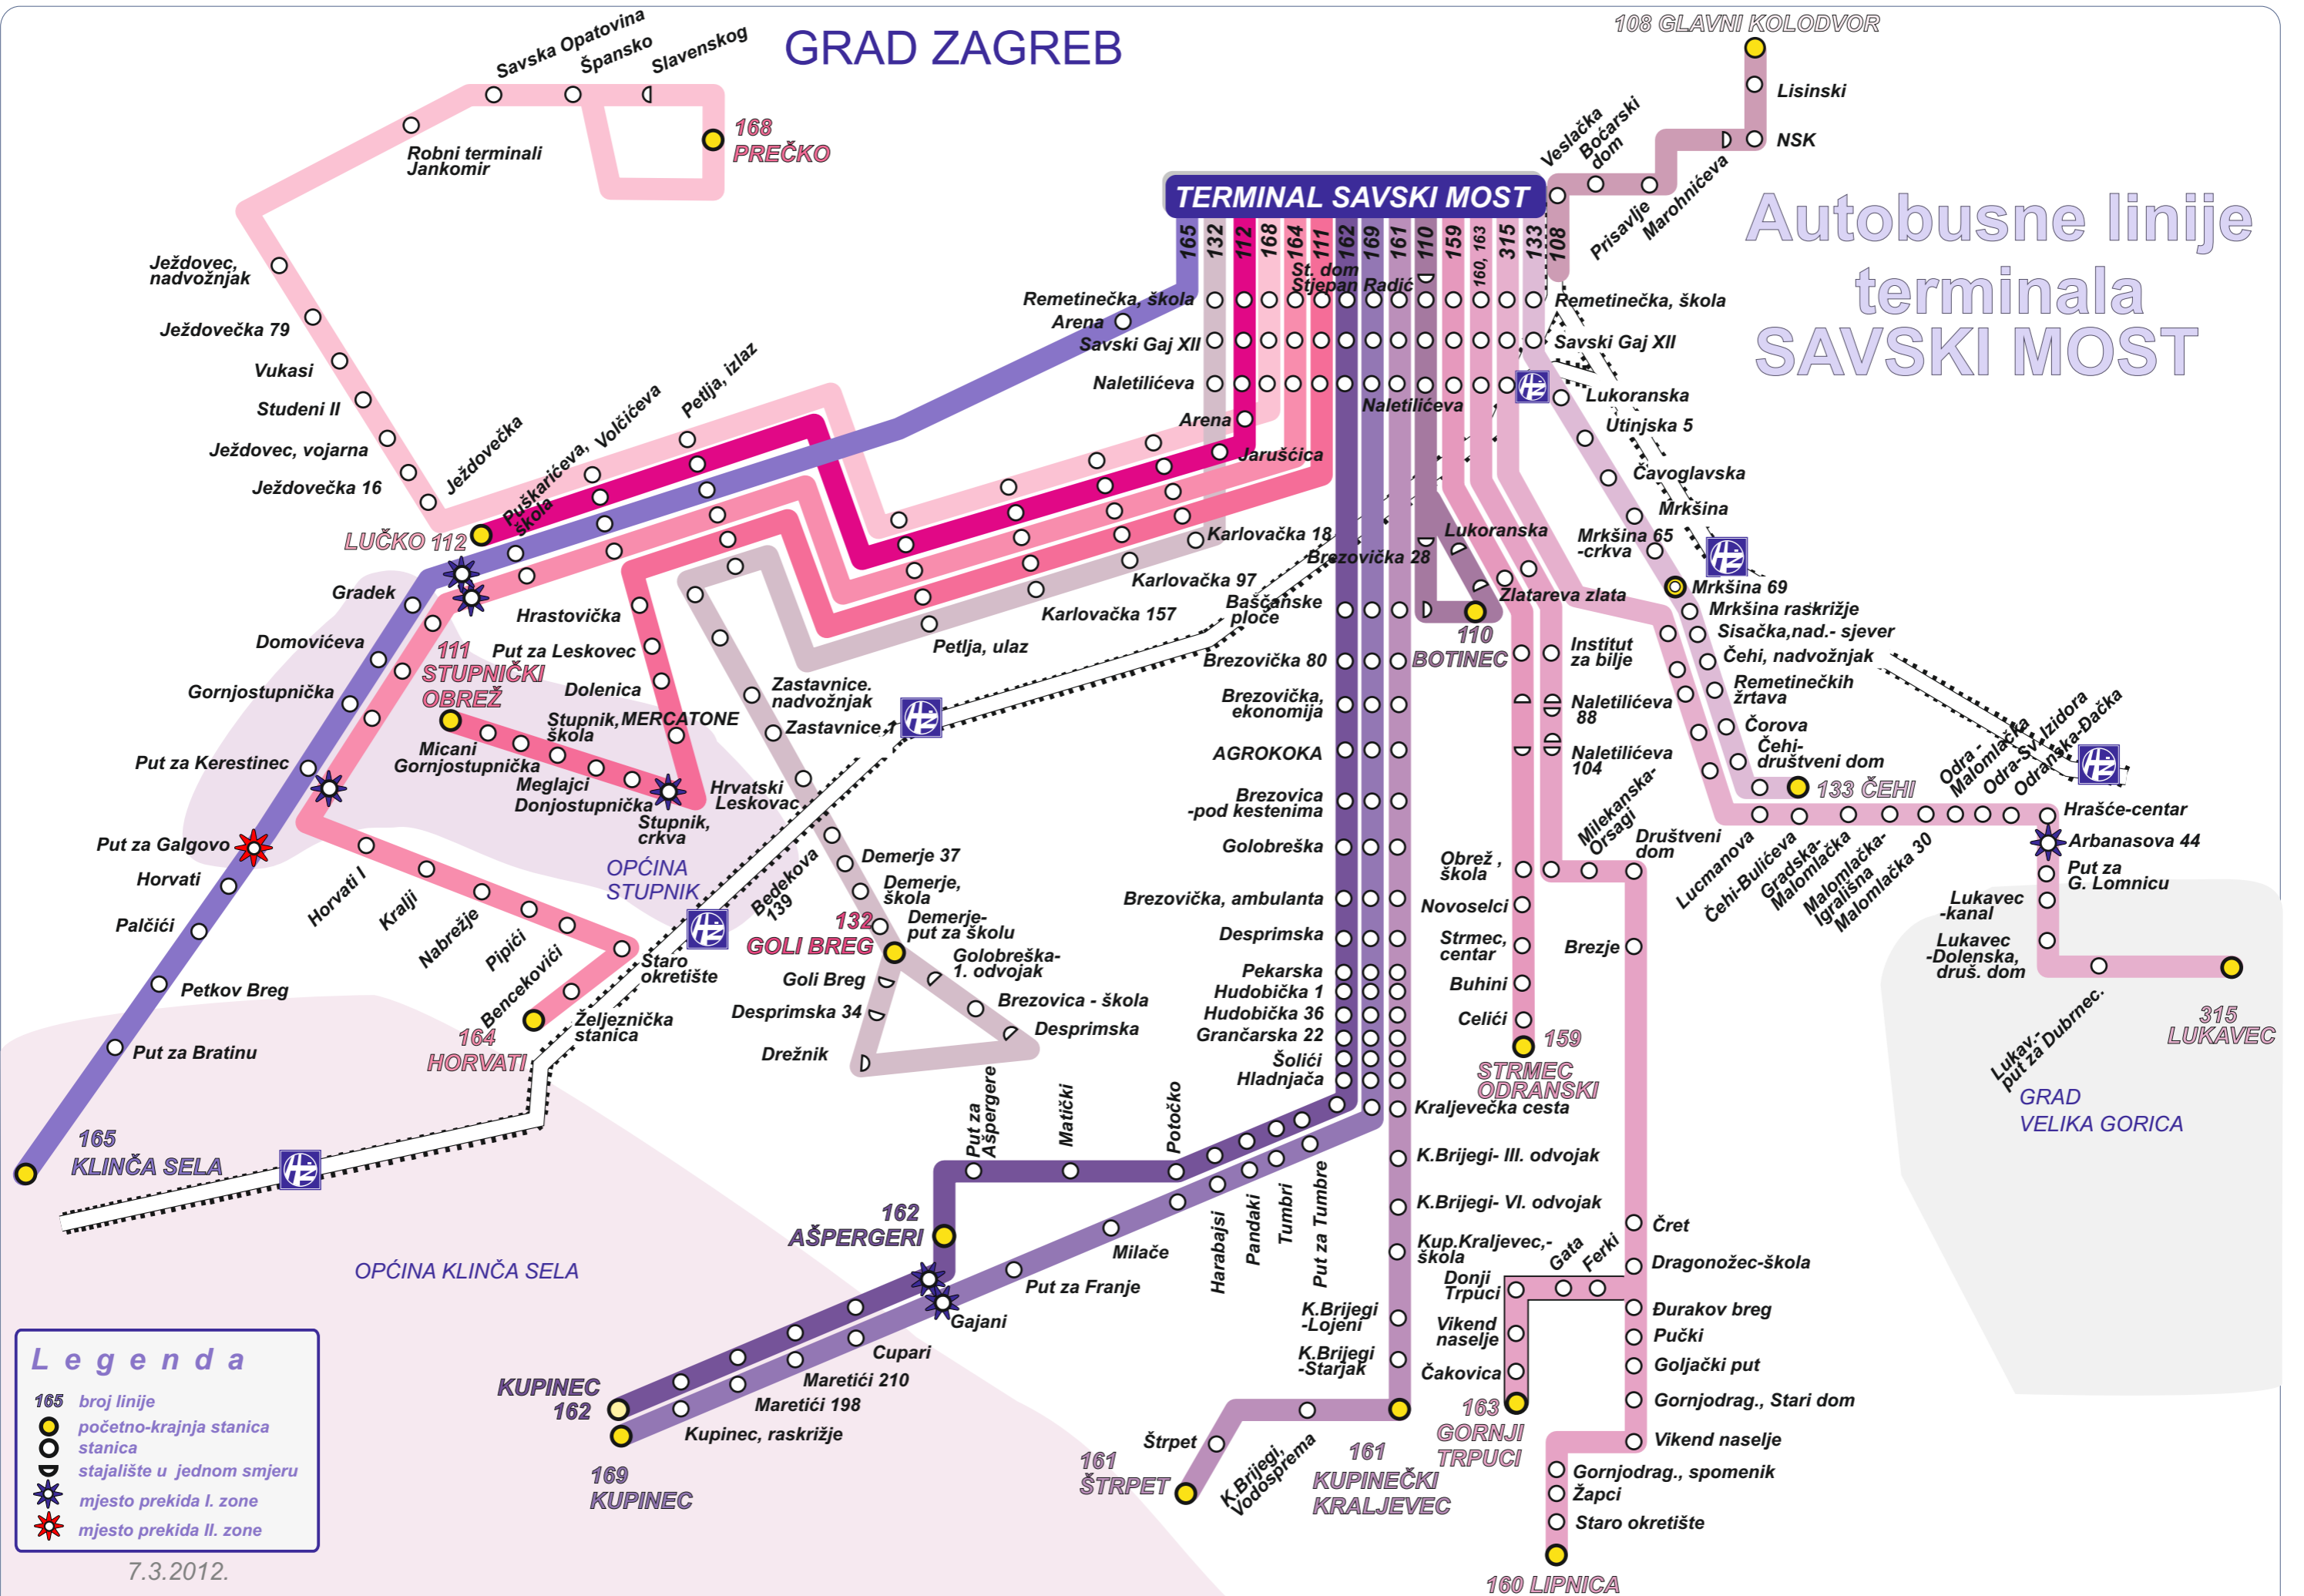 GRAD ZAGREB
Autobusne linije
terminala
SAVSKI MOST
108 GLAVNI KOLODVOR
Lisinski
NSK
Marohnićeva
Prisavlje
Boćarski
dom
Veslačka
TERMINAL SAVSKI MOST
165
132
112
168
164
111
162
169
161
110
159
160, 163
315
133
108
Savska Opatovina
Špansko
Slavenskog
168
PREČKO
Robni terminali
Jankomir
Ježdovec,
nadvožnjak
Ježdovečka 79
Vukasi
Studeni II
Ježdovec, vojarna
Ježdovečka 16
Ježdovečka
LUČKO 112
Puškarićeva,
škola
Volčićeva
Petlja, izlaz
St. dom
Stjepan Radić
Remetinečka, škola
Arena
Savski Gaj XII
Naletilićeva
Arena
Jarušćica
Naletilićeva
Remetinečka, škola
Savski Gaj XII
Lukoranska
Utinjska 5
Čavoglavska
Mrkšina
Mrkšina 65
-crkva
Mrkšina 69
Mrkšina raskrižje
Sisačka,nad.- sjever
Čehi, nadvožnjak
Remetinečkih
žrtava
Čorova
Čehi-
društveni dom
133 ČEHI
Karlovačka 18
Karlovačka 97
Karlovačka 157
Petlja, ulaz
Lukoranska
Brezovička 28
Zlatareva zlata
110
BOTINEC
Baščanske
ploče
Brezovička 80
Brezovička,
ekonomija
AGROKOKA
Brezovica
-pod kestenima
Golobreška
Brezovička, ambulanta
Desprimska
Pekarska
Hudobička 1
Hudobička 36
Grančarska 22
Šolići
Hladnjača
Kraljevečka cesta
K.Brijegi- III. odvojak
K.Brijegi- VI. odvojak
Kup.Kraljevec,-
škola
K.Brijegi
-Lojeni
K.Brijegi
-Starjak
161
KUPINEČKI
KRALJEVEC
K.Brijegi,
Vodosprema
Štrpet
161
ŠTRPET
Institut
za bilje
Naletilićeva
88
Naletilićeva
104
Milekanska-
Orsagi
Društveni
dom
Obrež ,
škola
Novoselci
Strmec,
centar
Buhini
Celići
159
STRMEC
ODRANSKI
Brezje
Čret
Dragonožec-škola
Gata
Ferki
Donji
Trpuci
Vikend
naselje
Čakovica
163
GORNJI
TRPUCI
Đurakov breg
Pučki
Goljački put
Gornjodrag., Stari dom
Vikend naselje
Gornjodrag., spomenik
Žapci
Staro okretište
160 LIPNICA
Lucmanova
Čehi-Bulićeva
Gradska-
Malomlačka
Malomlačka-
Igrališna
Malomlačka 30
Odra -
Malomlačka
Odra-Sv. Izidora
Odranska-Đačka
Hrašće-centar
Arbanasova 44
Put za
G. Lomnicu
Lukavec
-kanal
Lukavec
-Dolenska,
druš. dom
Lukav.-
put za Dubrnec.
315
LUKAVEC
GRAD
VELIKA GORICA
Gradek
Domovićeva
Gornjostupnička
Put za Kerestinec
Put za Galgovo
Horvati
Palčići
Petkov Breg
Put za Bratinu
165
KLINČA SELA
111
STUPNIČKI
OBREŽ
Hrastovička
Put za Leskovec
Dolenica
Stupnik,MERCATONE
škola
Micani
Gornjostupnička
Meglajci
Donjostupnička
Stupnik,
crkva
OPĆINA
STUPNIK
Horvati I
Kralji
Nabrežje
Pipići
Bencekovići
Staro
okretište
Željeznička
stanica
164
HORVATI
Zastavnice.
nadvožnjak
Zastavnice 1
Hrvatski
Leskovac
Bedekova
139
Demerje 37
Demerje,
škola
Demerje-
put za školu
132
GOLI BREG
Goli Breg
Desprimska 34
Drežnik
Golobreška-
1. odvojak
Brezovica - škola
Desprimska
Put za
Ašpergere
Matički
Potočko
162
AŠPERGERI
Harabajsi
Pandaki
Tumbri
Put za Tumbre
Milače
Put za Franje
Gajani
Cupari
Maretići 210
Maretići 198
Kupinec, raskrižje
KUPINEC
162
169
KUPINEC
OPĆINA KLINČA SELA
Legenda
165 broj linije
početno-krajnja stanica
stanica
stajalište u jednom smjeru
mjesto prekida I. zone
mjesto prekida II. zone
7.3.2012.